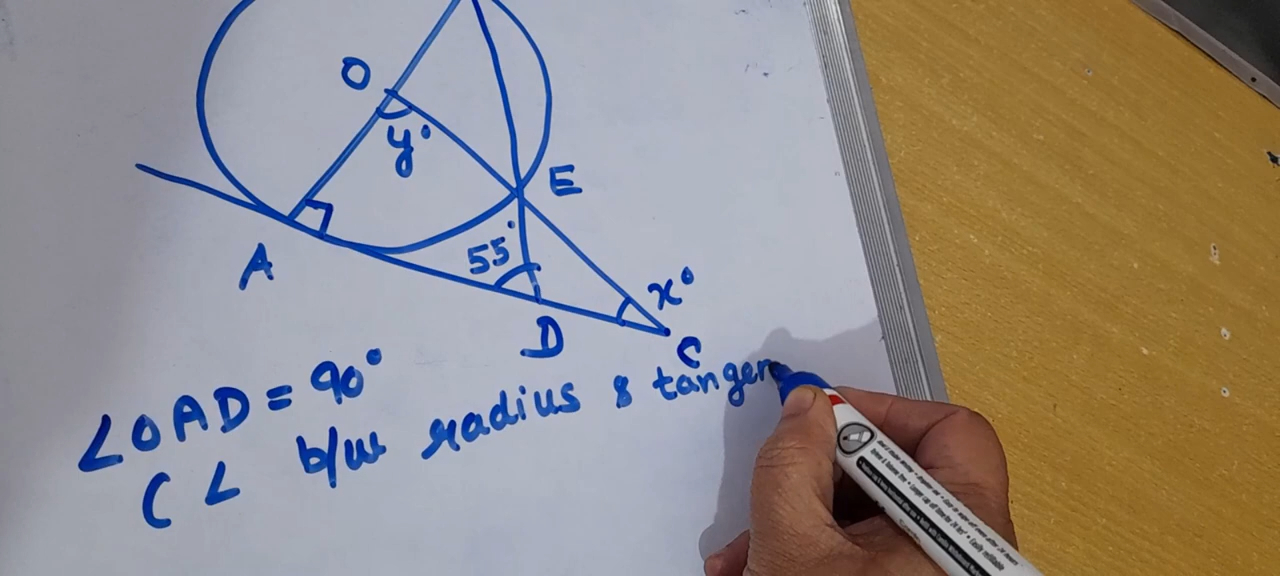 O
y°
E
A
55°
x°
D
C
∠OAD = 90°
(∠ b/w radius & tangen